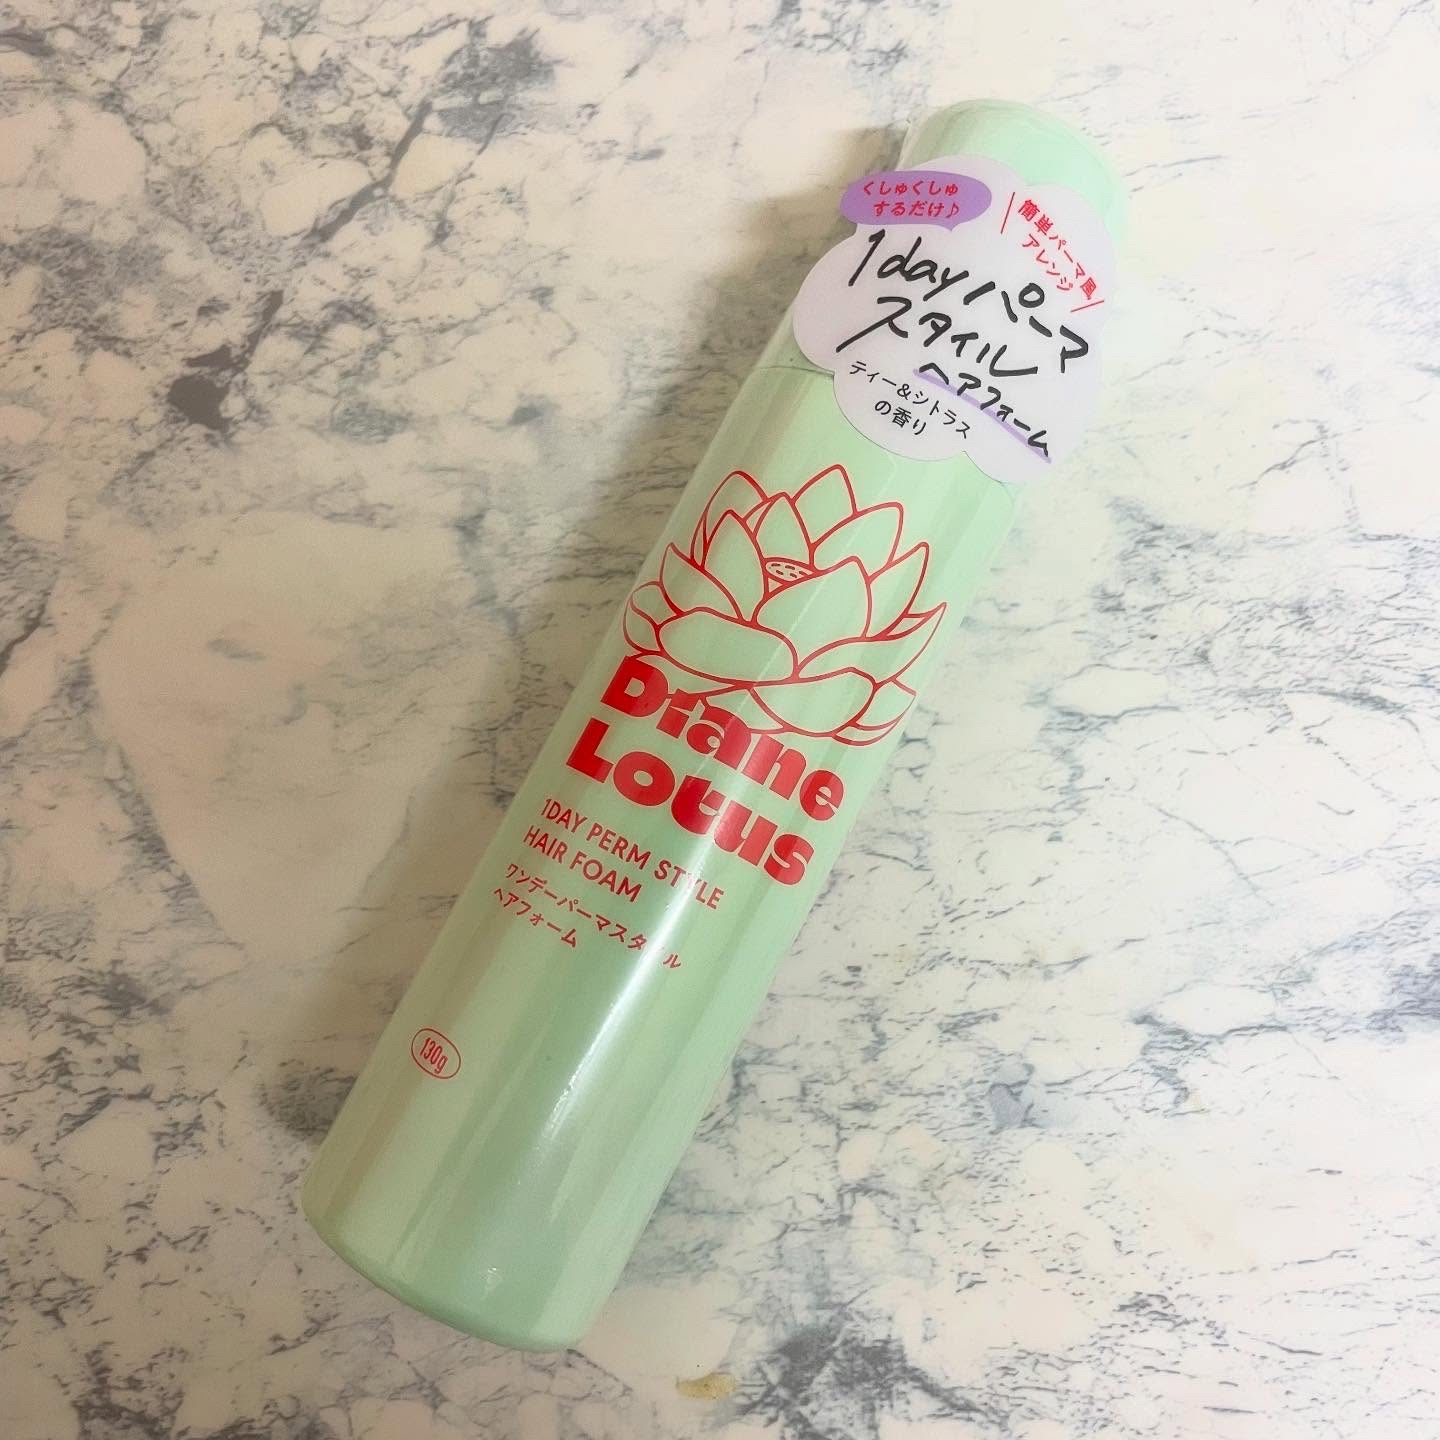 くしゅくしゅ
するだけ♪
簡単パーマ風
アレンジ
1dayパーマ
スタイル
ヘアフォーム
ティー&シトラス
の香り
Diane
Lotus
1DAY PERM STYLE
HAIR FOAM
ワンデーパーマスタイル
ヘアフォーム
130g